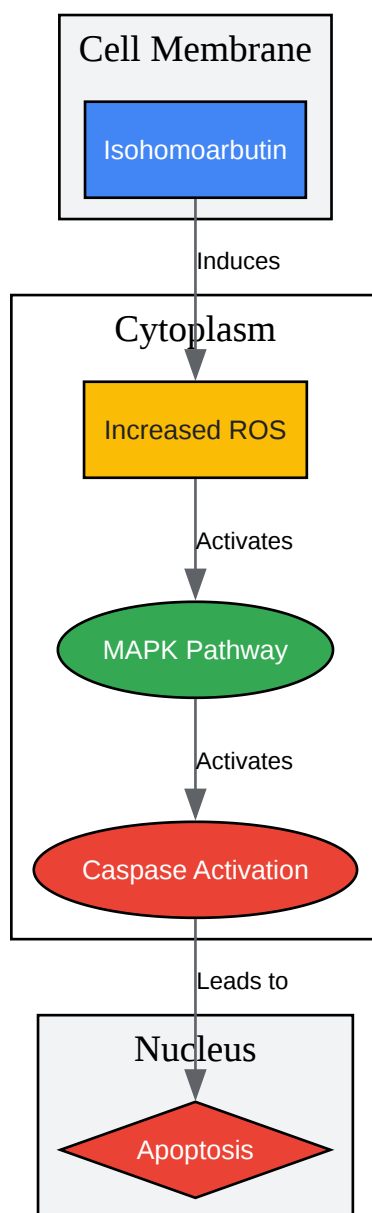 Cell Membrane
Isohomoarbutin
Induces
Cytoplasm
Increased ROS
Activates
MAPK Pathway
Activates
Caspase Activation
Leads to
Nucleus
Apoptosis